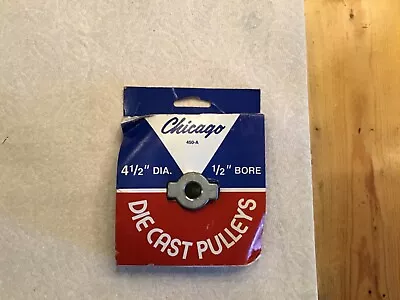 Chicago
450-A
4 1/2" DIA. 1/2" BORE
DIE CAST PULLEYS